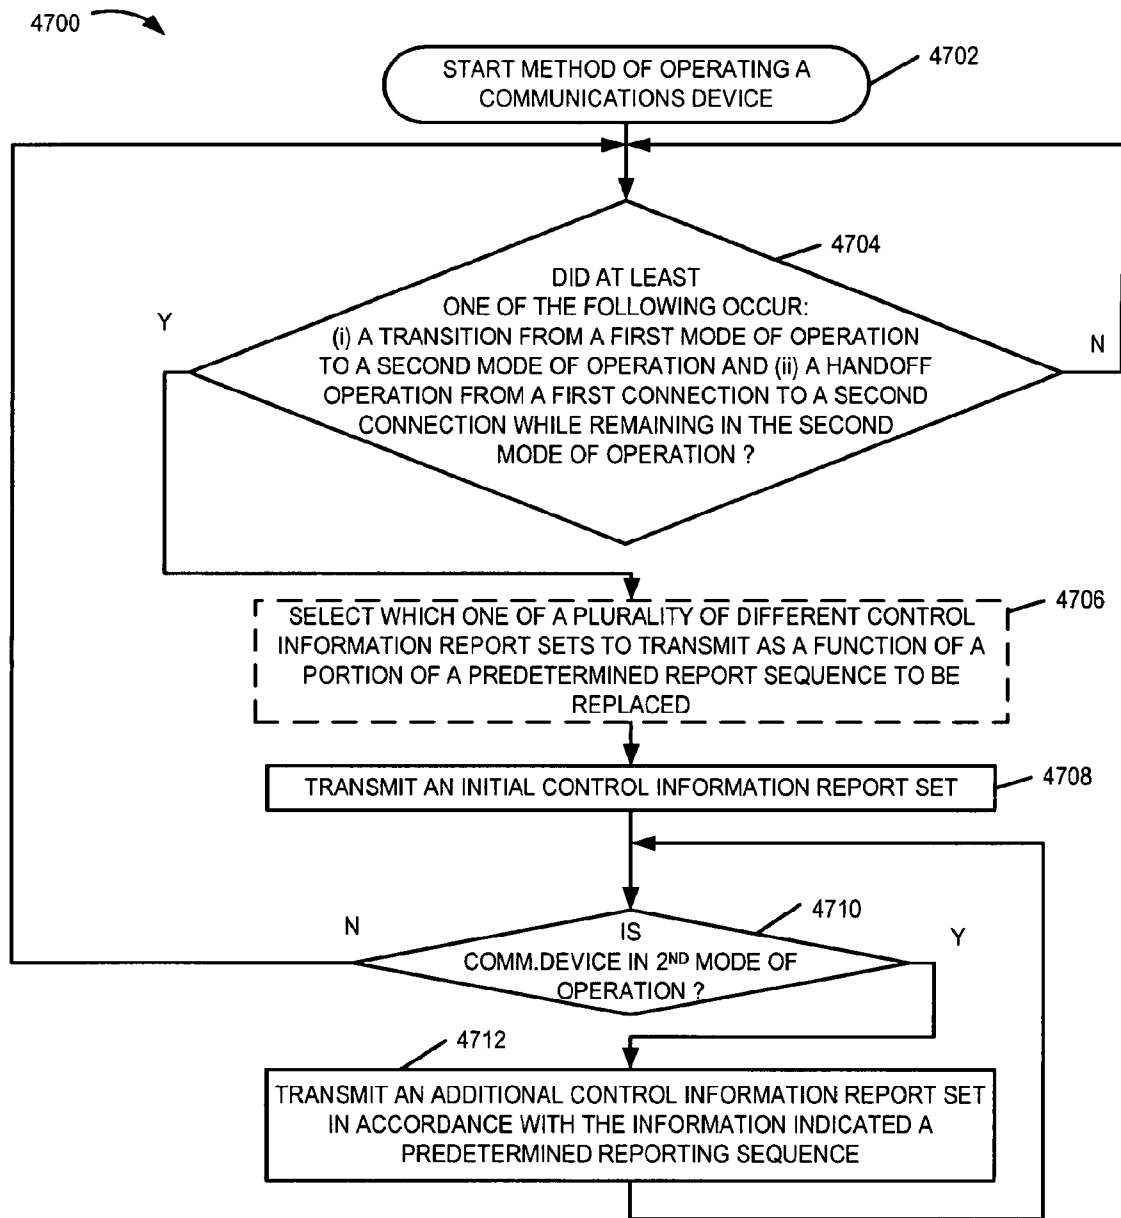 4700
START METHOD OF OPERATING A
COMMUNICATIONS DEVICE
4702
4704
DID AT LEAST
ONE OF THE FOLLOWING OCCUR:
(i) A TRANSITION FROM A FIRST MODE OF OPERATION
TO A SECOND MODE OF OPERATION AND (ii) A HANDOFF
OPERATION FROM A FIRST CONNECTION TO A SECOND
CONNECTION WHILE REMAINING IN THE SECOND
MODE OF OPERATION ?
Y
N
4706
SELECT WHICH ONE OF A PLURALITY OF DIFFERENT CONTROL
INFORMATION REPORT SETS TO TRANSMIT AS A FUNCTION OF A
PORTION OF A PREDETERMINED REPORT SEQUENCE TO BE
REPLACED
TRANSMIT AN INITIAL CONTROL INFORMATION REPORT SET
4708
4710
N
IS
COMM.DEVICE IN 2ND MODE OF
OPERATION ?
Y
4712
TRANSMIT AN ADDITIONAL CONTROL INFORMATION REPORT SET
IN ACCORDANCE WITH THE INFORMATION INDICATED A
PREDETERMINED REPORTING SEQUENCE